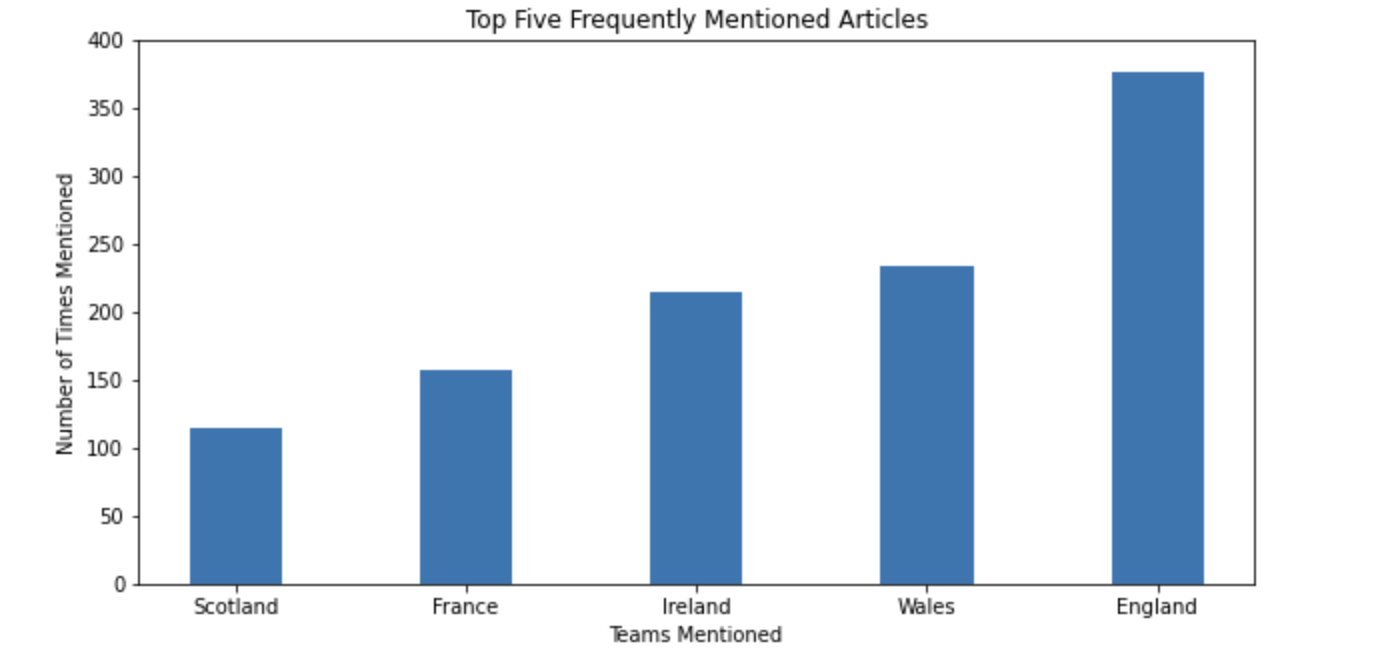 Top Five Frequently Mentioned Articles
400
350
300
250
200
150
100
50
0
Number of Times Mentioned
Scotland France Ireland Wales England
Teams Mentioned